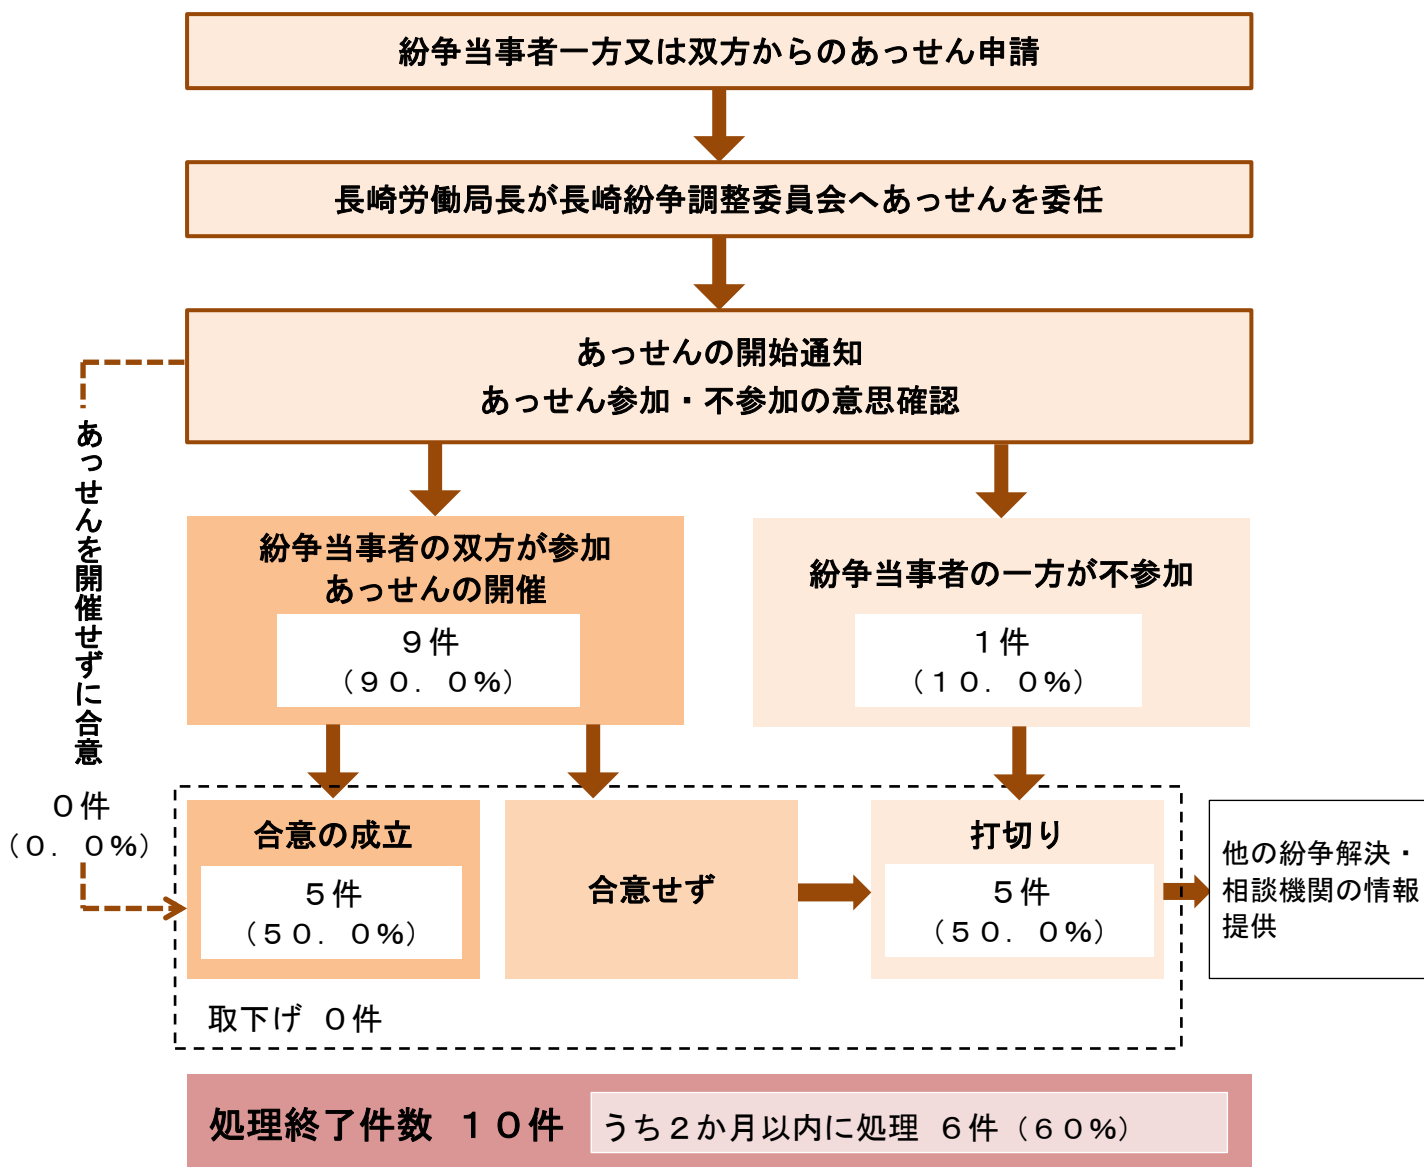 紛争当事者一方又は双方からのあっせん申請
長崎労働局長が長崎紛争調整委員会へあっせんを委任
あっせんの開始通知
あっせん参加・不参加の意思確認
あっせんを開催せずに合意
０件
（０．０％）
紛争当事者の双方が参加
あっせんの開催
９件
（９０．０％）
紛争当事者の一方が不参加
１件
（１０．０％）
合意の成立
５件
（５０．０％）
合意せず
打切り
５件
（５０．０％）
他の紛争解決・
相談機関の情報
提供
取下げ　０件
処理終了件数　１０件
うち２か月以内に処理　６件（６０％）